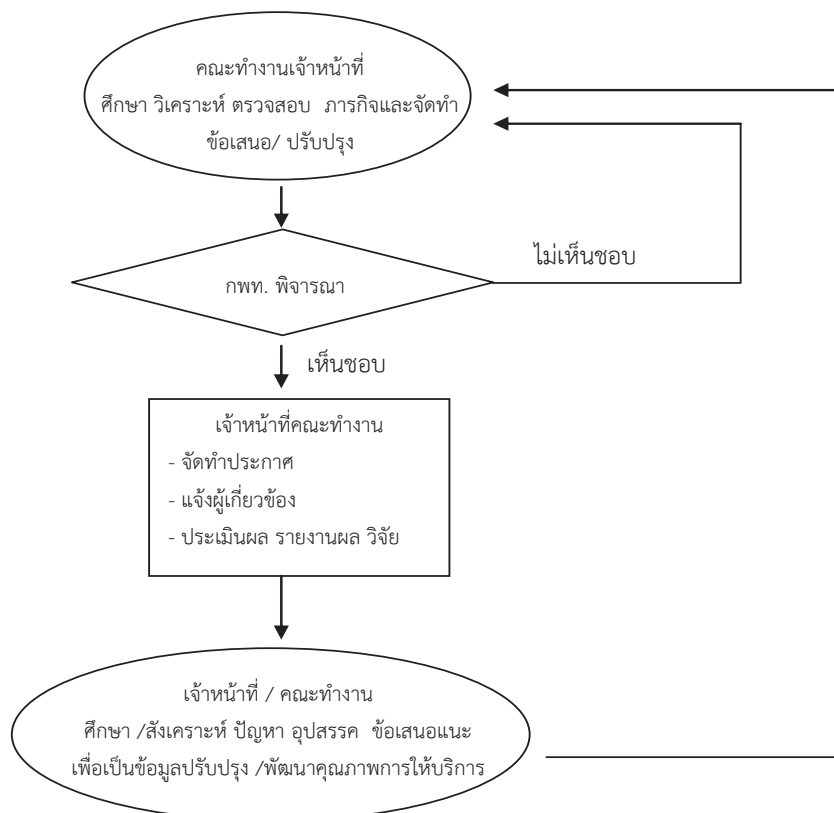 คณะทำงานเจ้าหน้าที่
ศึกษา วิเคราะห์ ตรวจสอบ ภารกิจและจัดทำ
ข้อเสนอ/ ปรับปรุง
กพท. พิจารณา
ไม่เห็นชอบ
เห็นชอบ
เจ้าหน้าที่คณะทำงาน
- จัดทำประกาศ
- แจ้งผู้เกี่ยวข้อง
- ประเมินผล รายงานผล วิจัย
เจ้าหน้าที่ / คณะทำงาน
ศึกษา /สังเคราะห์ ปัญหา อุปสรรค ข้อเสนอแนะ
เพื่อเป็นข้อมูลปรับปรุง /พัฒนาคุณภาพการให้บริการ